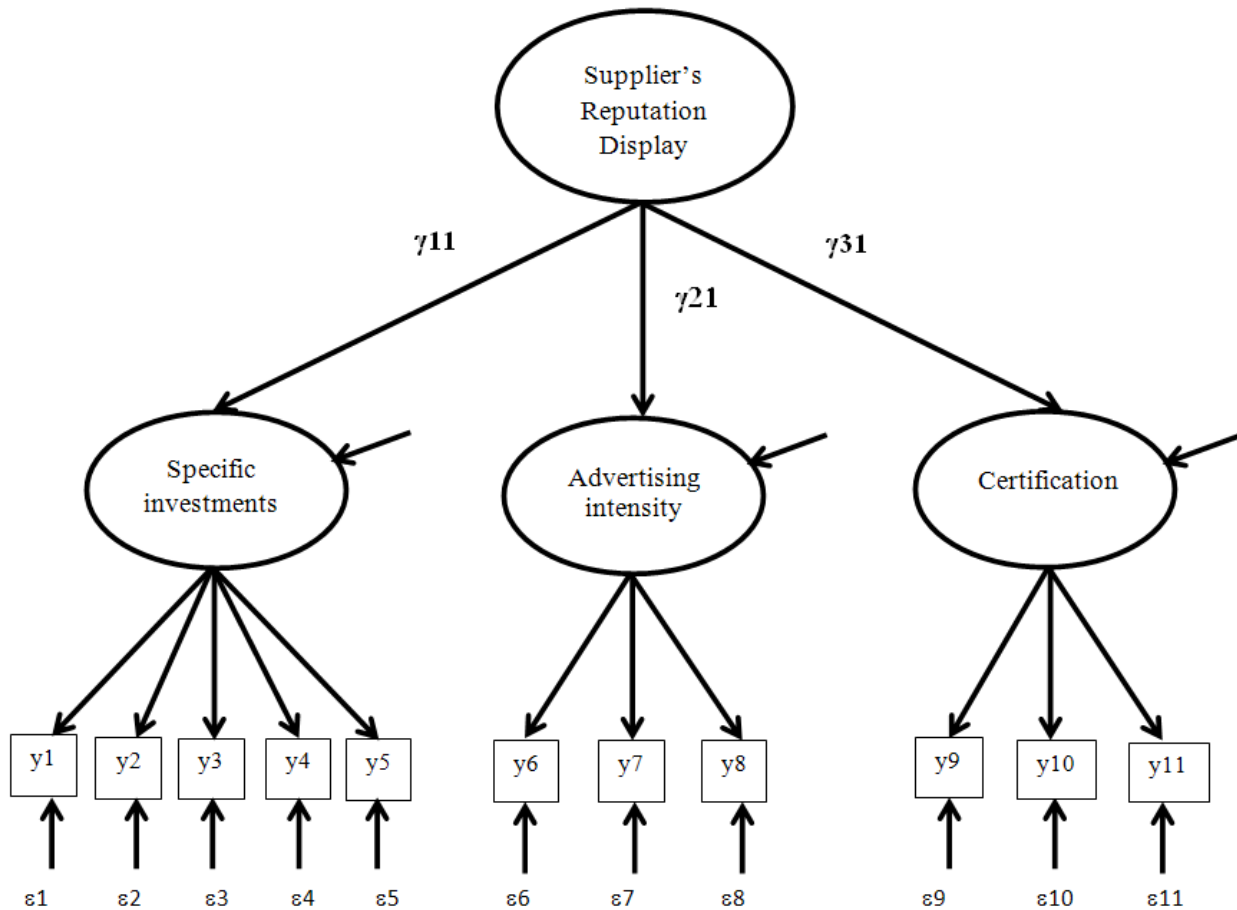 Supplier's
Reputation
Display
γ11
γ21
γ31
Specific
investments
Advertising
intensity
Certification
y1 y2 y3 y4 y5 y6 y7 y8 y9 y10 y11
ε1 ε2 ε3 ε4 ε5 ε6 ε7 ε8 ε9 ε10 ε11